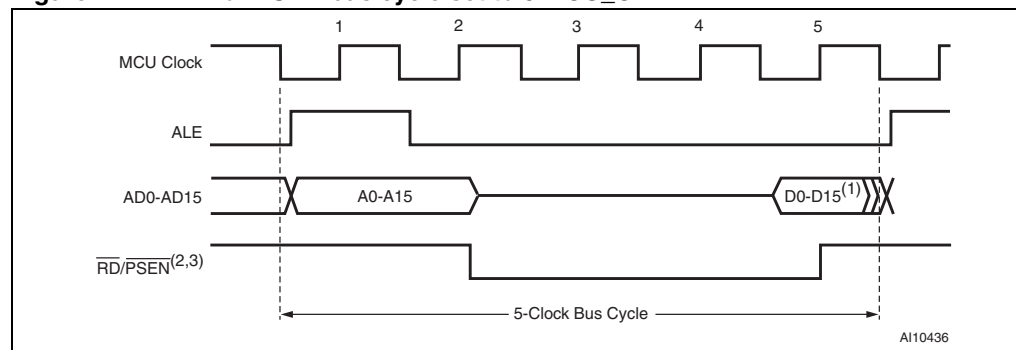 1 2 3 4 5
MCU Clock
ALE
AD0-AD15
A0-A15
D0-D15(1)
RD/PSEN(2,3)
5-Clock Bus Cycle
AI10436